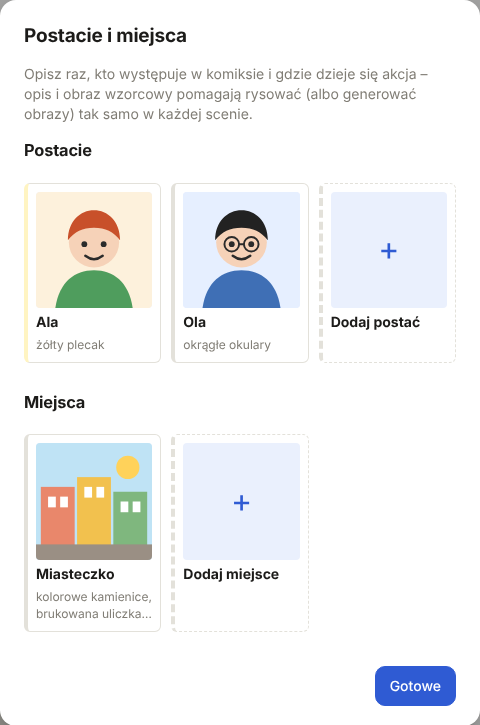 Postacie i miejsca
Opisz raz, kto występuje w komiksie i gdzie dzieje się akcja –
opis i obraz wzorcowy pomagają rysować (albo generować
obrazy) tak samo w każdej scenie.
Postacie
Ala
żółty plecak
Ola
okrągłe okulary
Dodaj postać
Miejsca
Miasteczko
kolorowe kamienice,
brukowana uliczka...
Dodaj miejsce
Gotowe